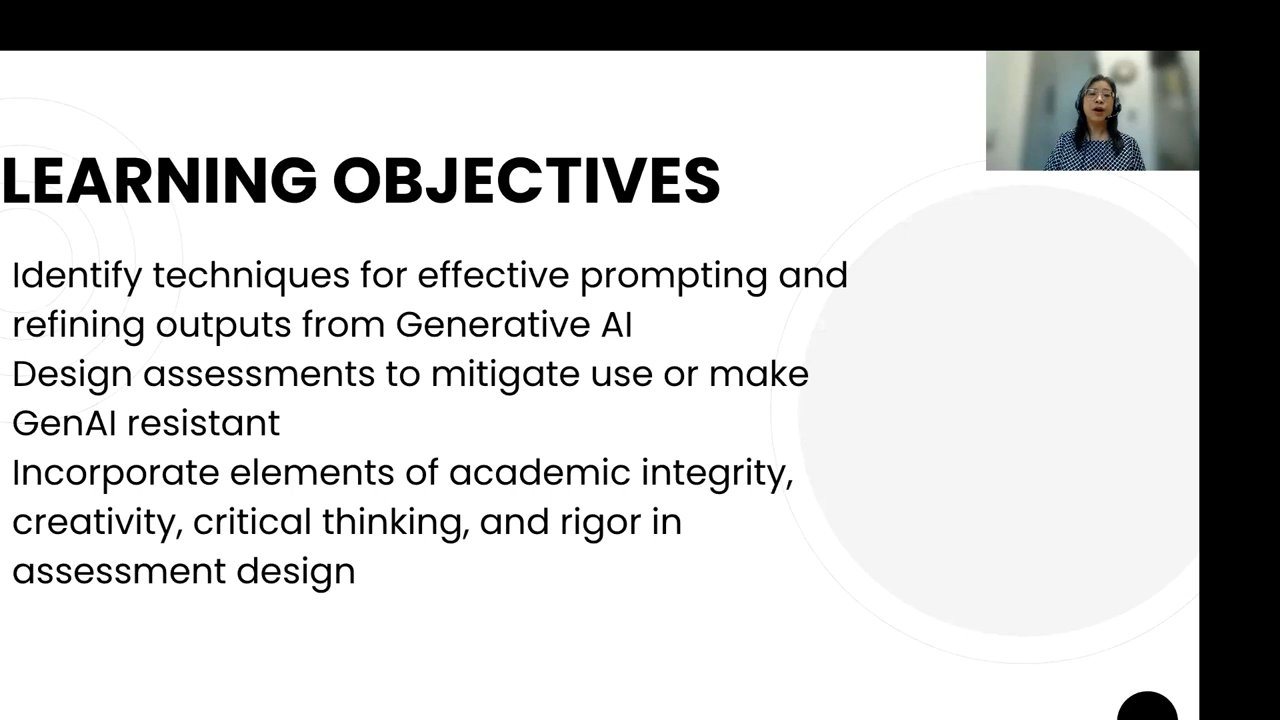 LEARNING OBJECTIVES
Identify techniques for effective prompting and
refining outputs from Generative AI
Design assessments to mitigate use or make
GenAI resistant
Incorporate elements of academic integrity,
creativity, critical thinking, and rigor in
assessment design